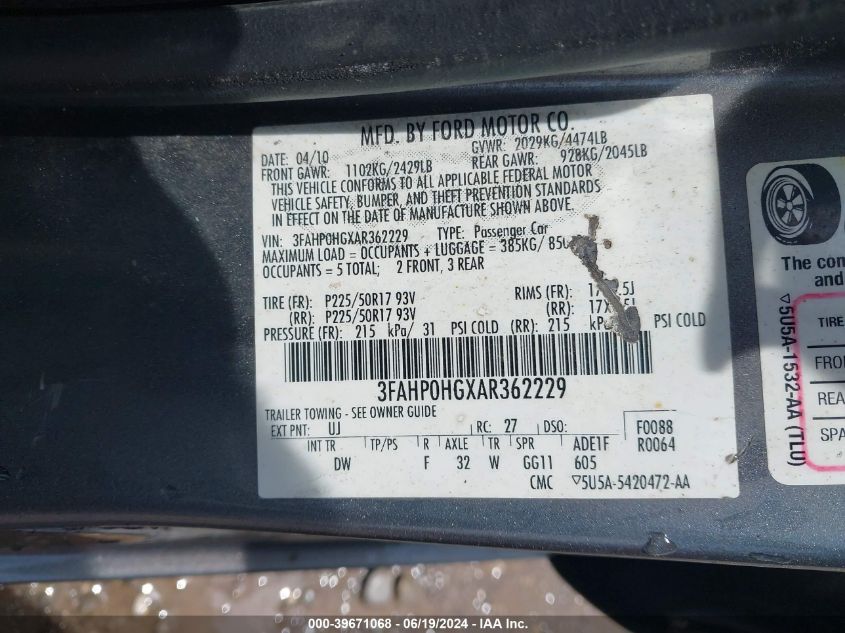 MFD. BY FORD MOTOR CO.
DATE: 04/10 GVWR: 2029KG/4474LB
FRONT GAWR: 1102KG/2429LB REAR GAWR: 928KG/2045LB
THIS VEHICLE CONFORMS TO ALL APPLICABLE FEDERAL MOTOR
VEHICLE SAFETY, BUMPER, AND THEFT PREVENTION STANDARDS
IN EFFECT ON THE DATE OF MANUFACTURE SHOWN ABOVE.
VIN: 3FAHP0HGXAR362229 TYPE: Passenger Car
MAXIMUM LOAD = OCCUPANTS + LUGGAGE = 385KG/
OCCUPANTS = 5 TOTAL; 2 FRONT, 3 REAR
TIRE (FR): P225/50R17 93V RIMS (FR):
(RR): P225/50R17 93V (RR):
PRESSURE (FR): 215 kPa/ 31 PSI COLD (RR): 215 PSI COLD
3FAHP0HGXAR362229
TRAILER TOWING - SEE OWNER GUIDE
EXT PNT: UJ RC: 27 DSO: F0088
R0064
INT TR TP/PS R AXLE TR SPR ADE1F
DW F 32 W GG11 605
CMC ▽5U5A-5420472-AA
The con
and
▽5U5A-1532-AA (TLU)
TIRE
FRO
REA
SPA
000-39671068 - 06/19/2024 - IAAI.com